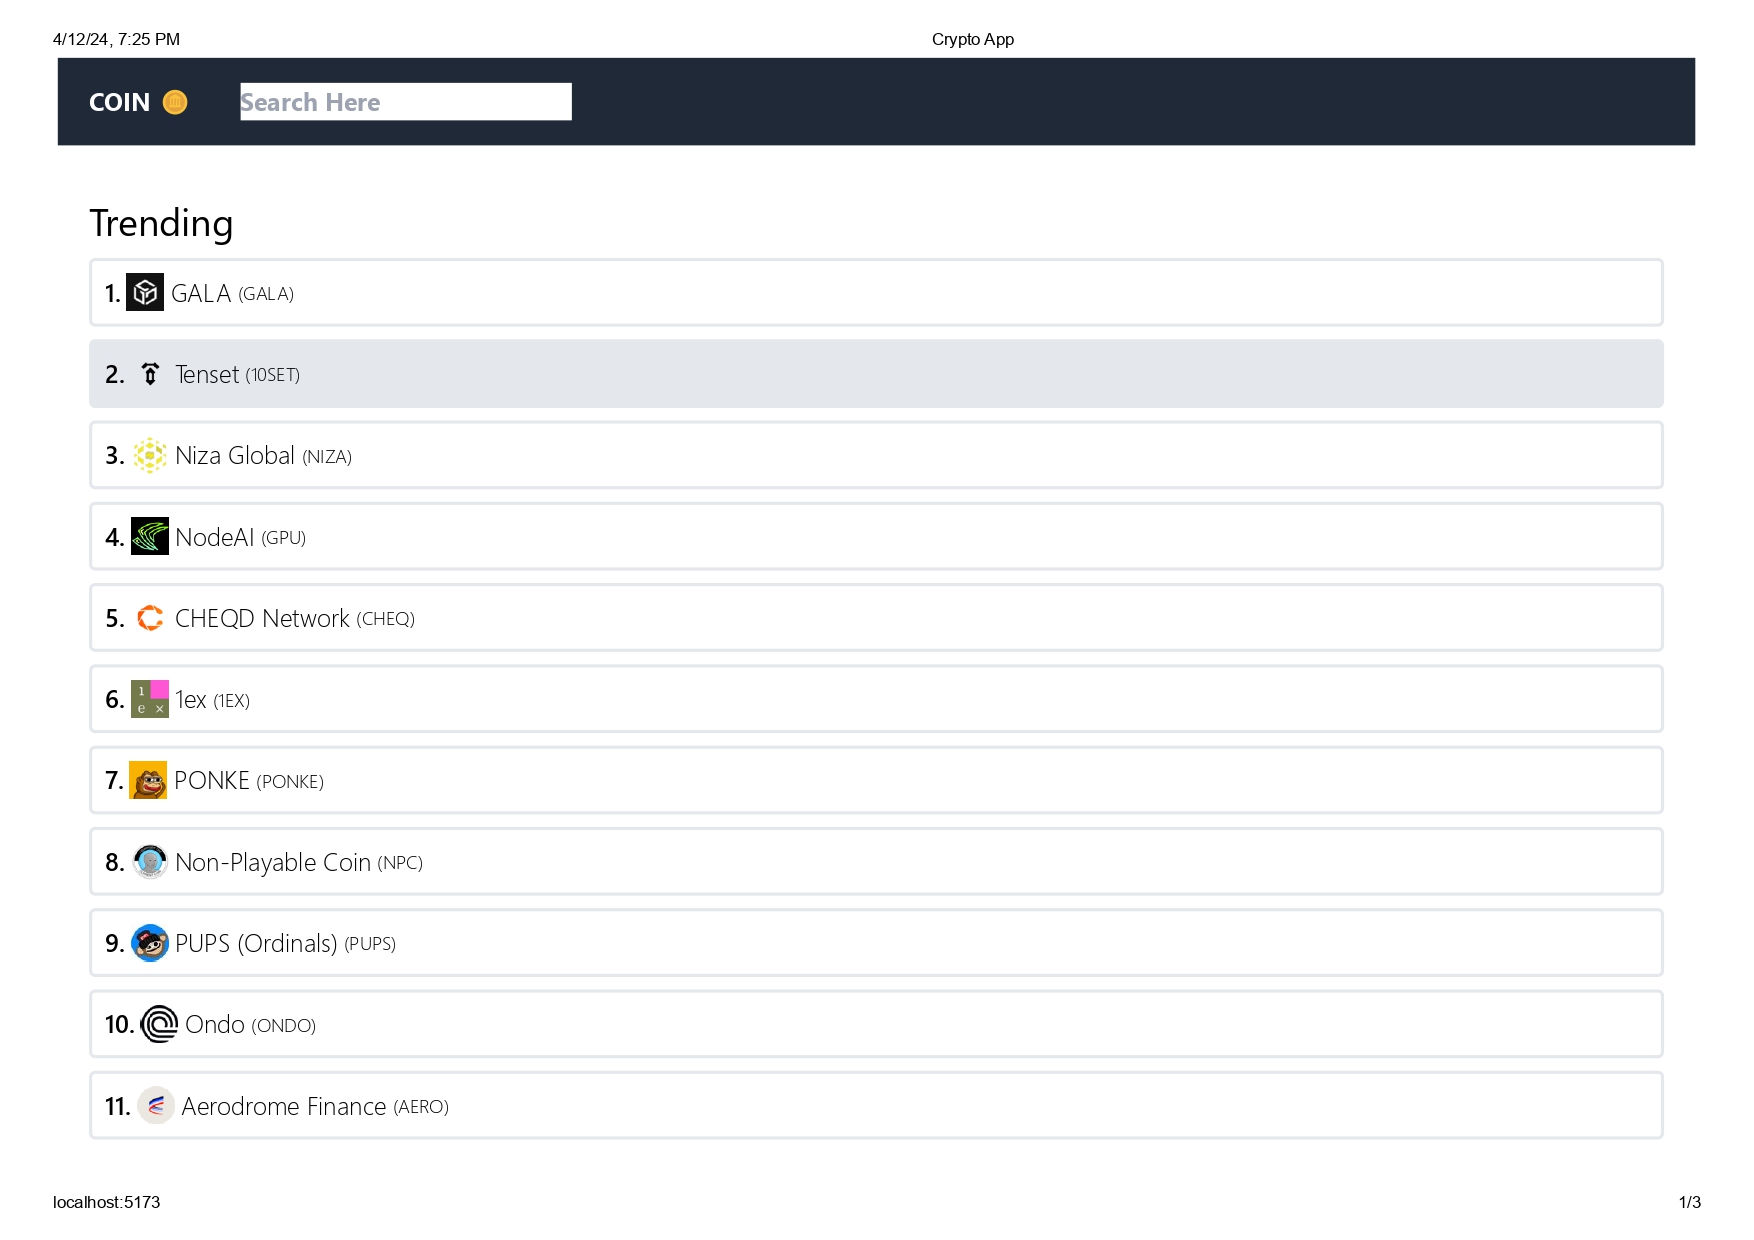 4/12/24, 7:25 PM Crypto App
COIN Search Here
Trending
1. GALA (GALA)
2. Tenset (10SET)
3. Niza Global (NIZA)
4. NodeAI (GPU)
5. CHEQD Network (CHEQ)
6. 1 e x 1ex (1EX)
7. PONKE (PONKE)
8. Non-Playable Coin (NPC)
9. PUPS (Ordinals) (PUPS)
10. Ondo (ONDO)
11. Aerodrome Finance (AERO)
localhost:5173 1/3